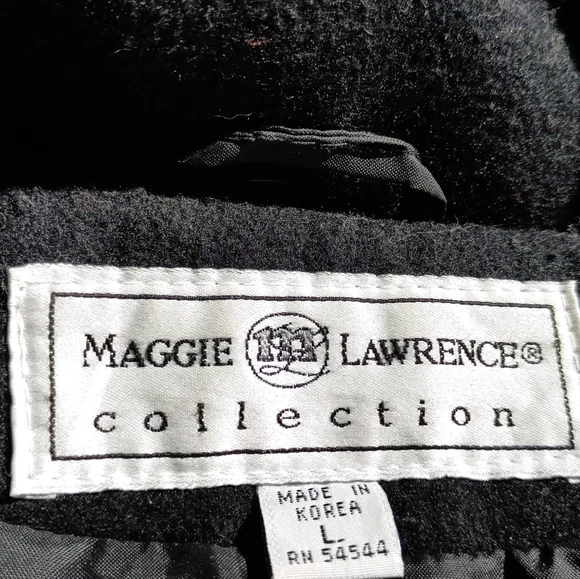 MAGGIE m LAWRENCE®
collection
MADE IN
KOREA
L.
RN 54544